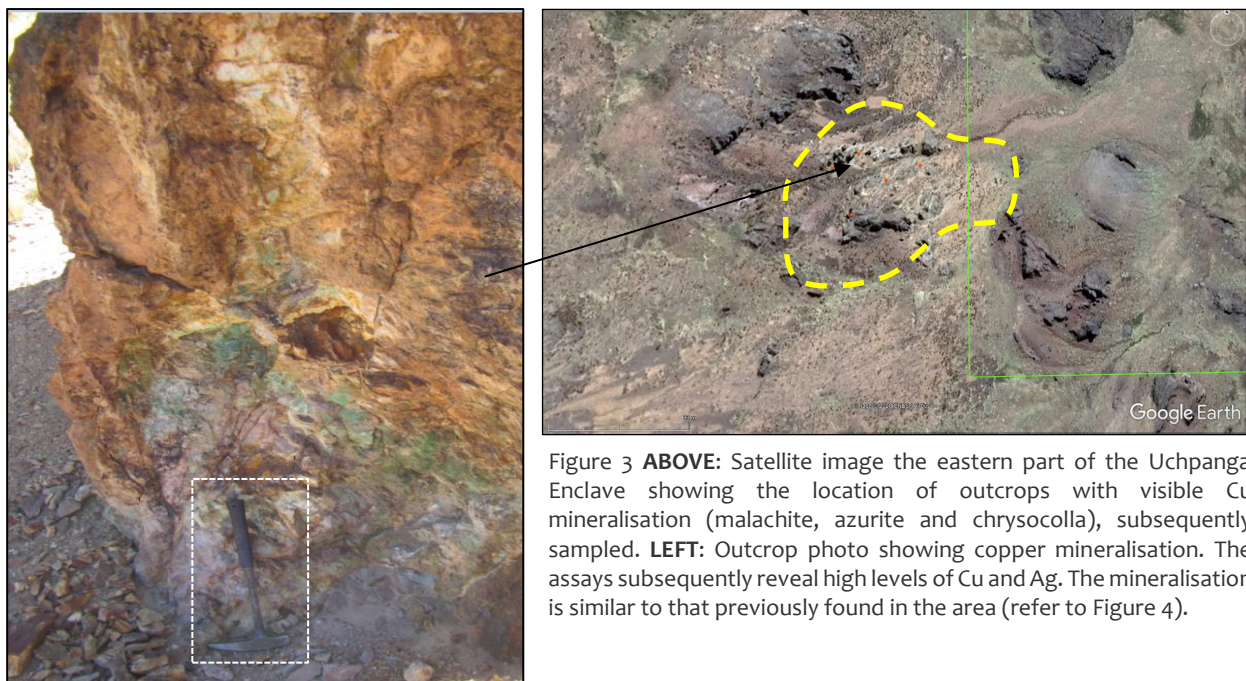 Google Earth
Figure 3 ABOVE: Satellite image the eastern part of the Uchpanga
Enclave showing the location of outcrops with visible Cu
mineralisation (malachite, azurite and chrysocolla), subsequently
sampled. LEFT: Outcrop photo showing copper mineralisation. The
assays subsequently reveal high levels of Cu and Ag. The mineralisation
is similar to that previously found in the area (refer to Figure 4).